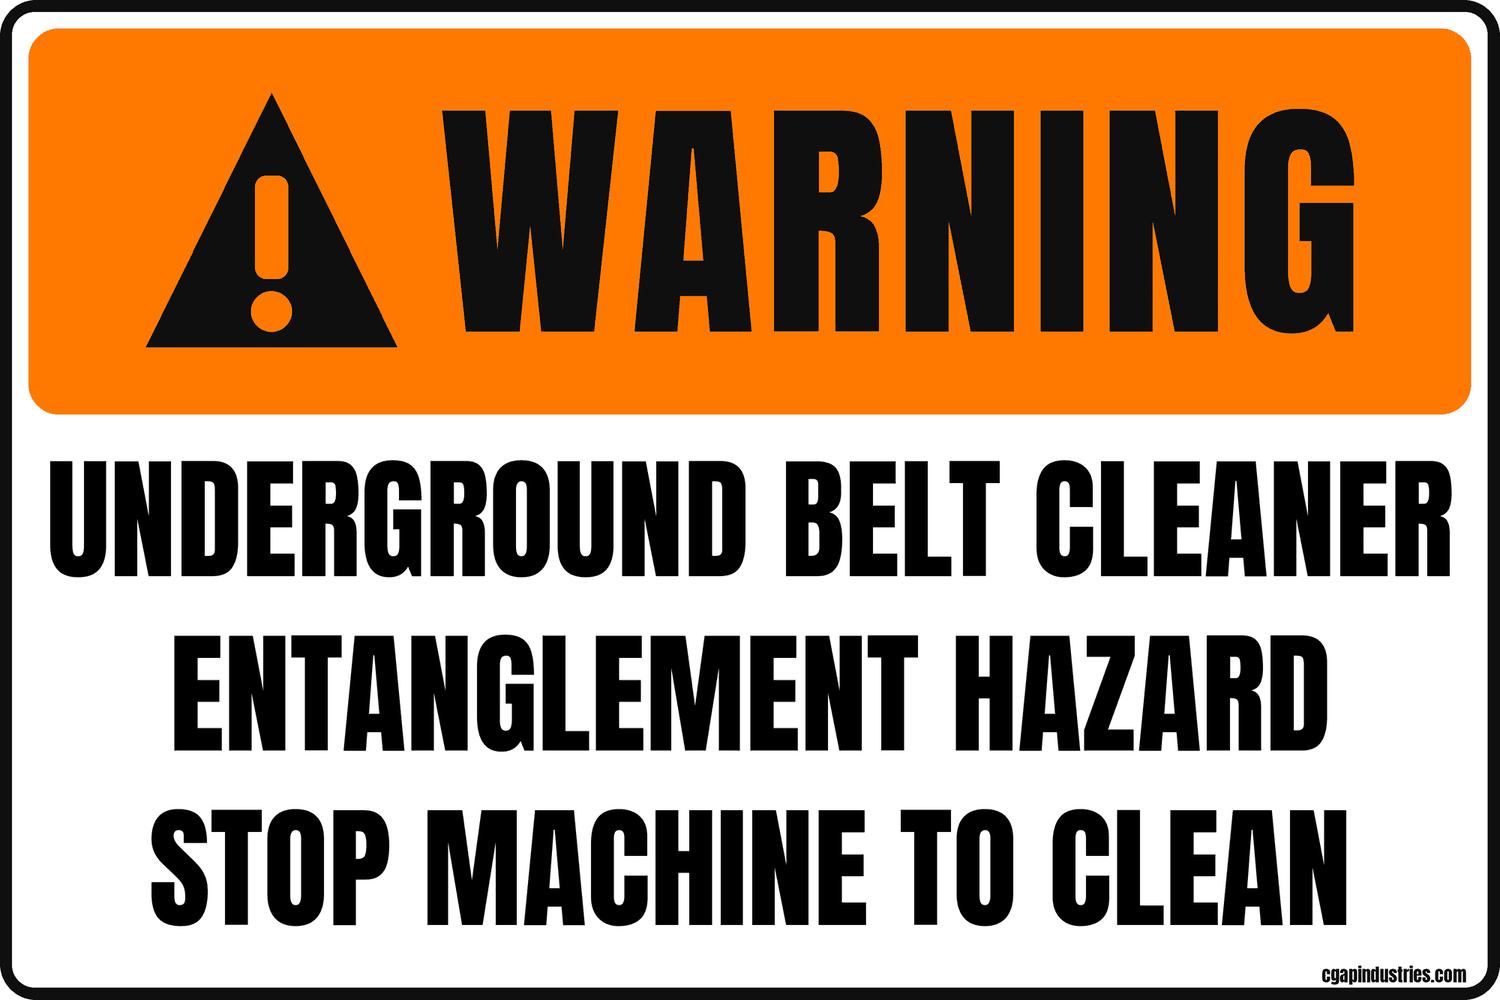 WARNING
UNDERGROUND BELT CLEANER
ENTANGLEMENT HAZARD
STOP MACHINE TO CLEAN
cgapindustries.com